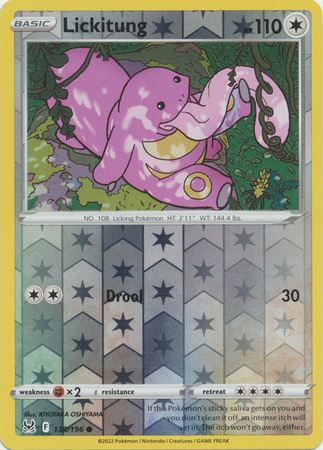 BASIC
Lickitung
HP 110
NO. 108 Licking Pokémon HT: 3'11" WT: 144.4 lbs.
Drool 30
weakness ×2 resistance retreat
Illus. KIYOTAKA OSHIYAMA
If this Pokémon's sticky saliva gets on you and
you don't clean it off, an intense itch will
set in. The itch won't go away, either.
F /196
©2022 Pokémon / Nintendo / Creatures / GAME FREAK